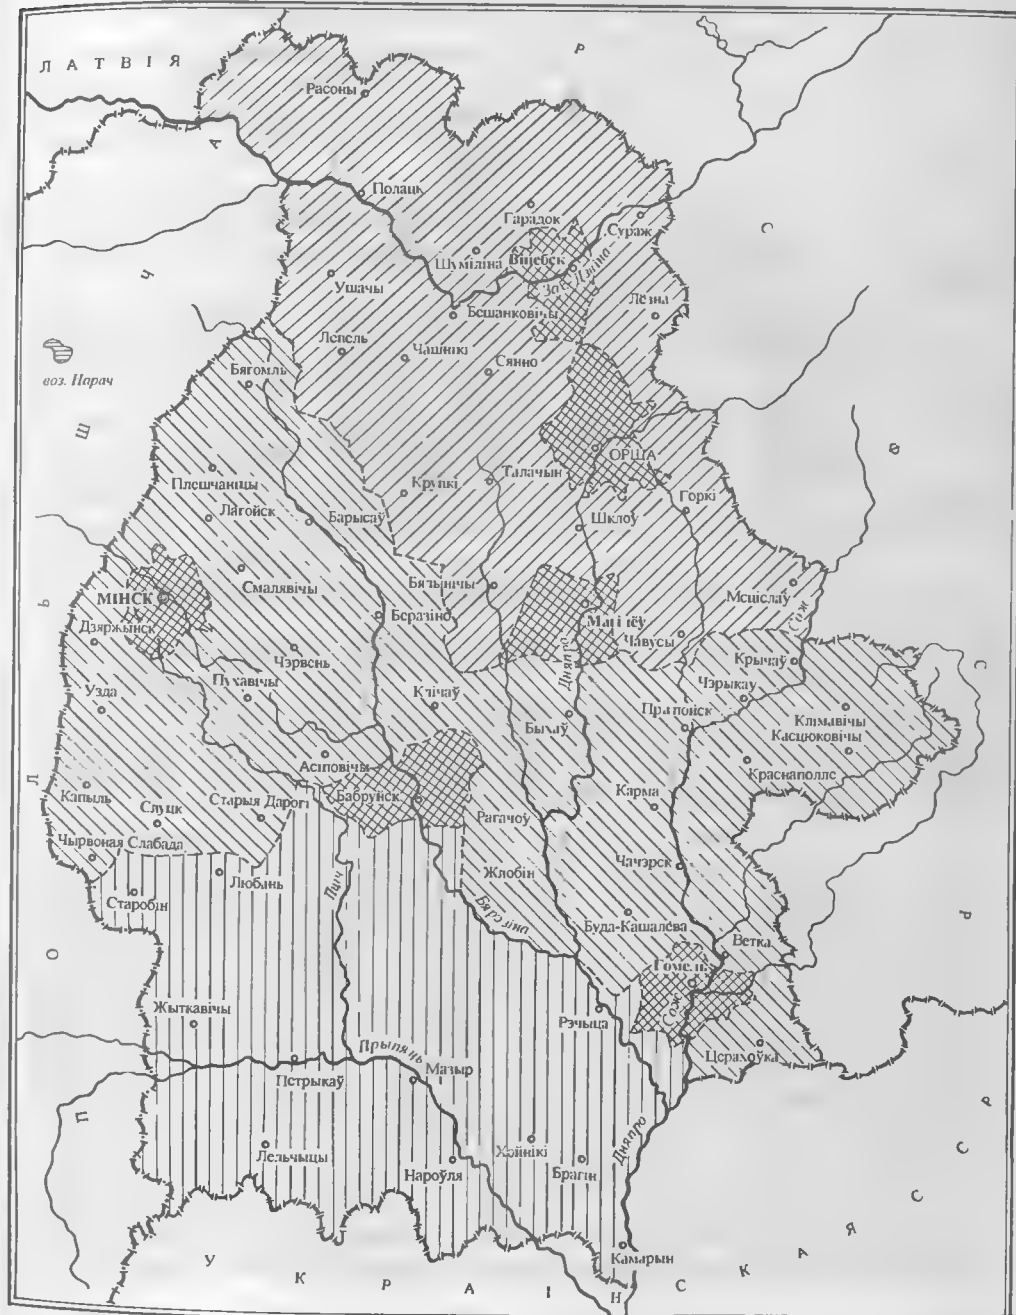 ЛАТВІЯ
Расоны
Р
А
Полацк
Гарадок
Сураж
С
Шуміліна
Віцебск
Ч
Ушачы
Бешанковічы
Лёзна
Лепель
Чашнікі
Сянно
Бягомль
воз. Нарач
Ш
Ф
ОРША
Талачын
Плешчаніцы
Крупкі
Горкі
Лагойск
Барысаў
Шклоў
Смалявічы
Бялынічы
Мсціслаў
Ь
МІНСК
Беразіно
Магілёў
Сож
Дзяржынск
Чавусы
Чэрвень
Дняпро
Крычаў
С
Пухавічы
Чэрыкаў
Узда
Клічаў
Прапойск
Клімавічы
Быхаў
Касцюковічы
Асіповічы
Краснаполле
Л
Бабруйск
Капыль
Старыя Дарогі
Карма
Слуцк
Рагачоў
Чырвоная Слабада
Жлобін
Чачэрск
Любань
Старобін
Пціч
Буда-Кашалёва
Р
Ветка
О
Гомель
Сож
Жыткавічы
Рэчыца
Прыпяць
Церахоўка
Петрыкаў
Мазыр
Р
П
Хойнікі
Дняпро
Лельчыцы
Нароўля
Брагін
С
С
Камарын
УКРАІНСКАЯ